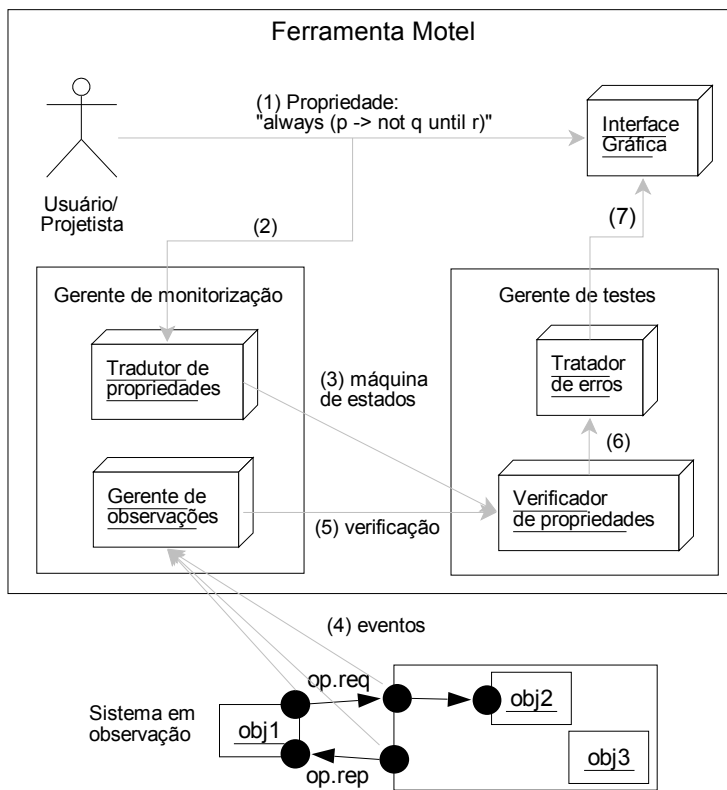 Ferramenta Motel
(1) Propriedade:
"always (p -> not q until r)"
Interface
Gráfica
Usuário/
Projetista
(2)
(7)
Gerente de monitorização
Gerente de testes
Tradutor de
propriedades
(3) máquina
de estados
Tratador
de erros
(6)
Gerente de
observações
(5) verificação
Verificador
de propriedades
(4) eventos
op.req
Sistema em
observação
obj1
obj2
op.rep
obj3